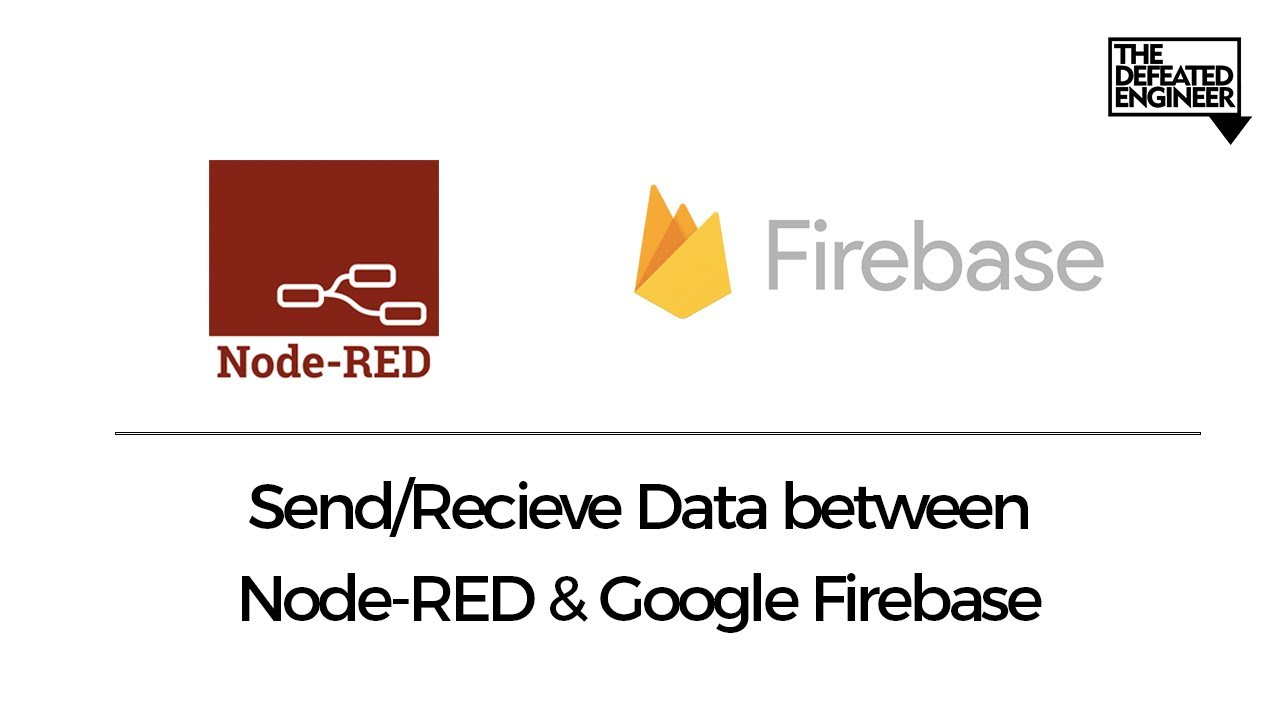 THE
DEFEATED
ENGINEER
Node-RED
Firebase
Send/Recieve Data between
Node-RED & Google Firebase